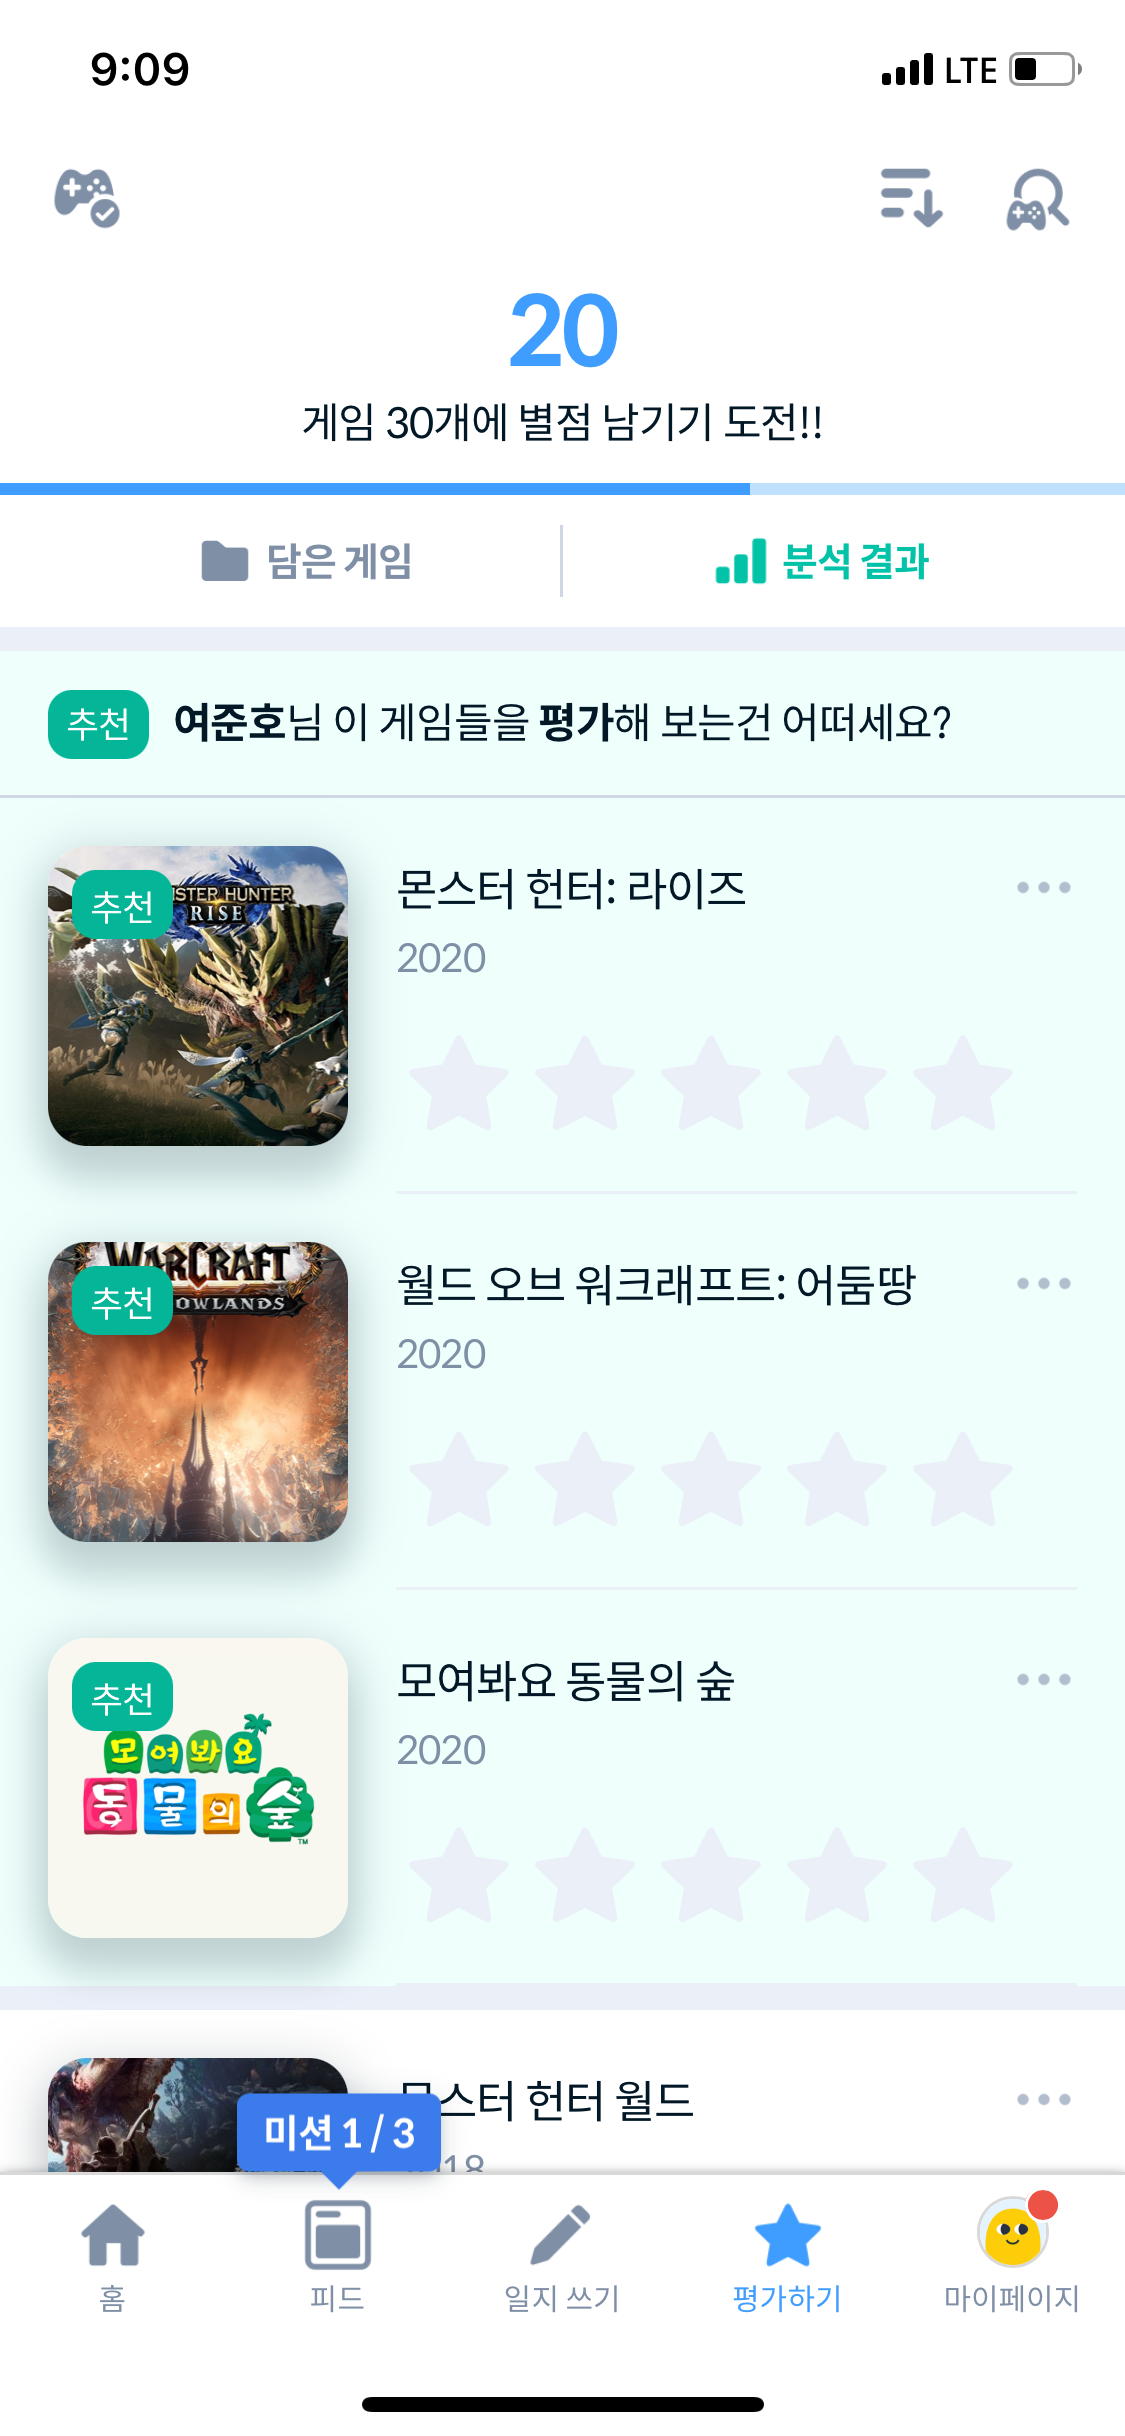 9:09
LTE
20
게임 30개에 별점 남기기 도전!!
담은 게임
분석 결과
추천 여준호님 이 게임들을 평가해 보는건 어떠세요?
추천
STER HUNTER
RISE
몬스터 헌터: 라이즈
2020
추천
WARCRAFT
OWLANDS
월드 오브 워크래프트: 어둠땅
2020
추천
모여봐요
동물의 숲
TM
모여봐요 동물의 숲
2020
몬스터 헌터 월드
미션 1 / 3
18
홈
피드
일지 쓰기
평가하기
마이페이지